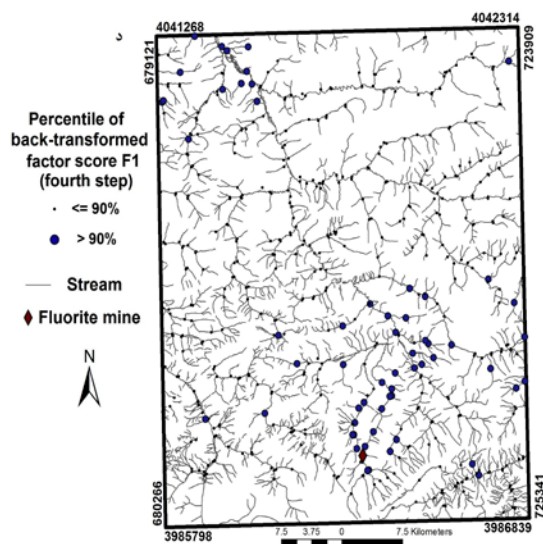 4041268
4042314
679121
723909
Percentile of
back-transformed
factor score F1
(fourth step)
<= 90%
> 90%
Stream
Fluorite mine
N
680266
725341
3985798
3986839
7.5 3.75 0 7.5 Kilometers